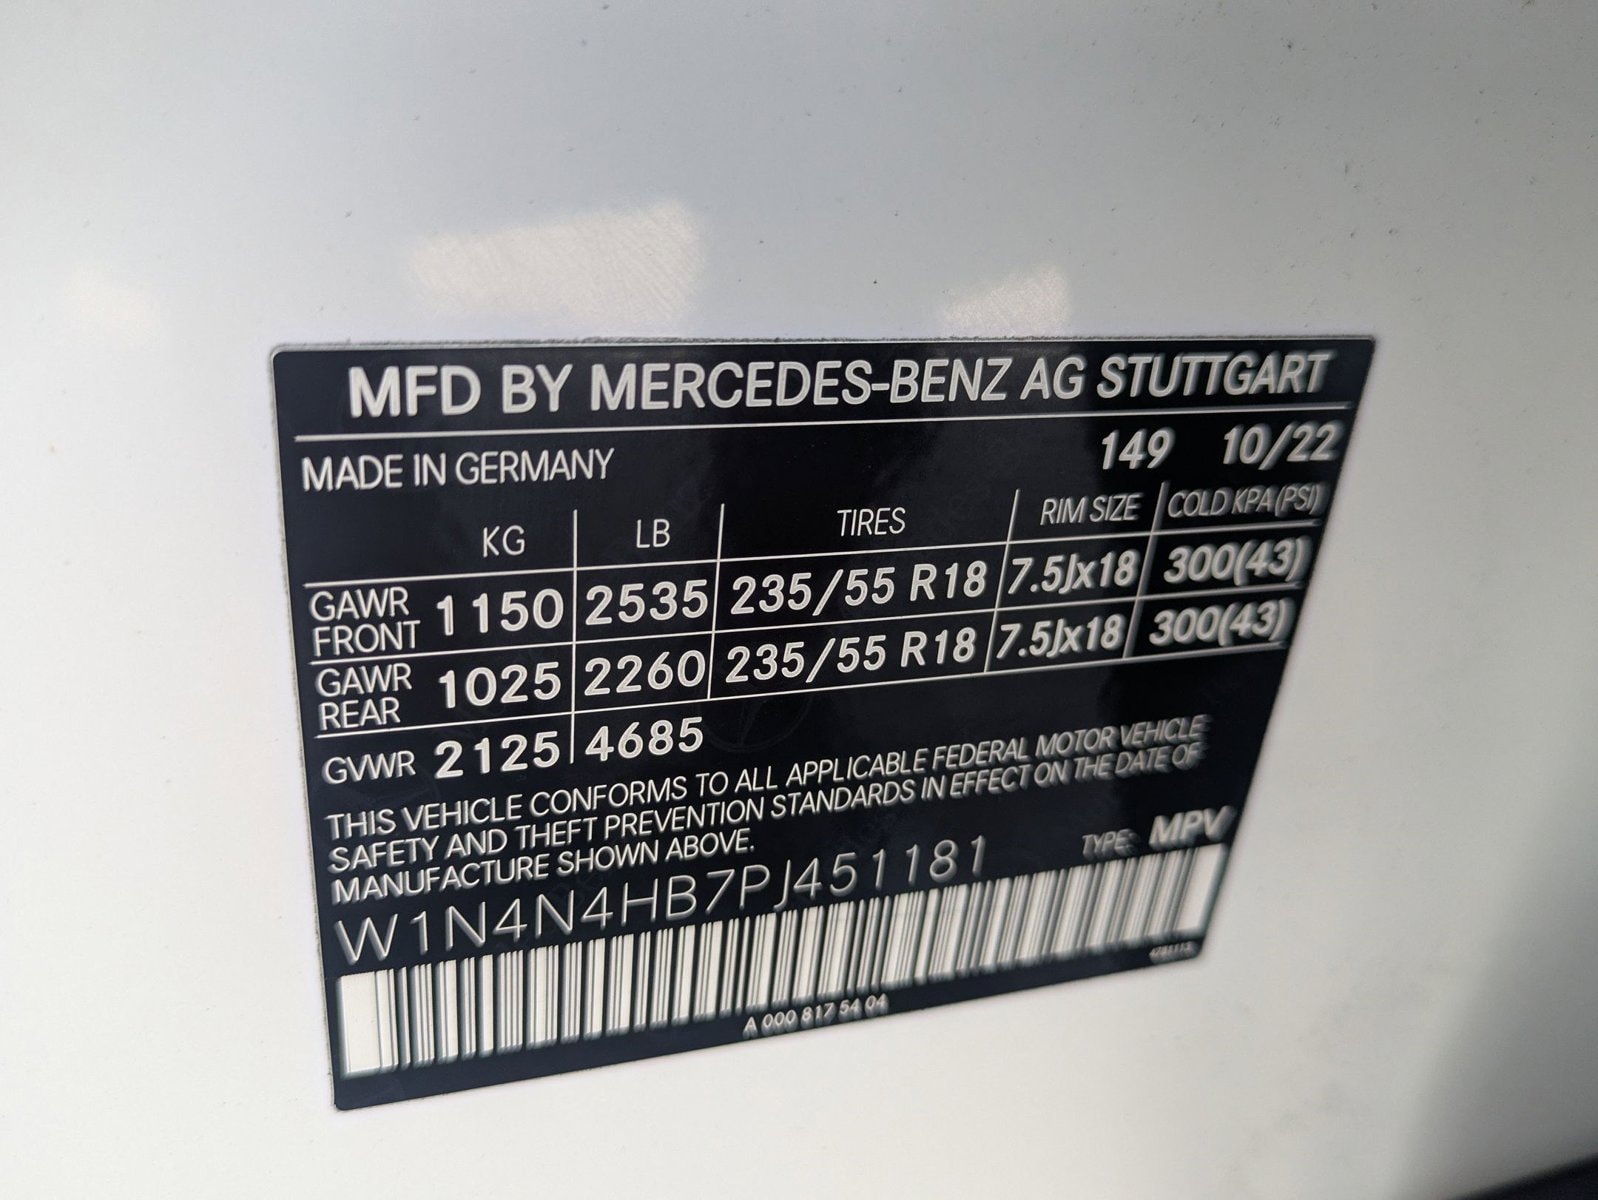 MFD BY MERCEDES-BENZ AG STUTTGART
MADE IN GERMANY 149 10/22
KG LB TIRES RIM SIZE COLD KPA(PSI)
GAWR FRONT 1150 2535 235/55 R18 7.5Jx18 300(43)
GAWR REAR 1025 2260 235/55 R18 7.5Jx18 300(43)
GVWR 2125 4685
THIS VEHICLE CONFORMS TO ALL APPLICABLE FEDERAL MOTOR VEHICLE
SAFETY AND THEFT PREVENTION STANDARDS IN EFFECT ON THE DATE OF
MANUFACTURE SHOWN ABOVE.
W1N4N4HB7PJ451181 TYPE: MPV
A 000 817 54 04